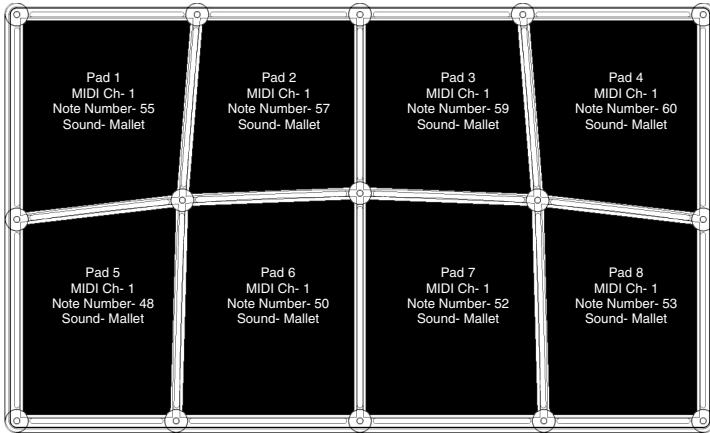 Pad 1
MIDI Ch- 1
Note Number- 55
Sound- Mallet
Pad 2
MIDI Ch- 1
Note Number- 57
Sound- Mallet
Pad 3
MIDI Ch- 1
Note Number- 59
Sound- Mallet
Pad 4
MIDI Ch- 1
Note Number- 60
Sound- Mallet
Pad 5
MIDI Ch- 1
Note Number- 48
Sound- Mallet
Pad 6
MIDI Ch- 1
Note Number- 50
Sound- Mallet
Pad 7
MIDI Ch- 1
Note Number- 52
Sound- Mallet
Pad 8
MIDI Ch- 1
Note Number- 53
Sound- Mallet